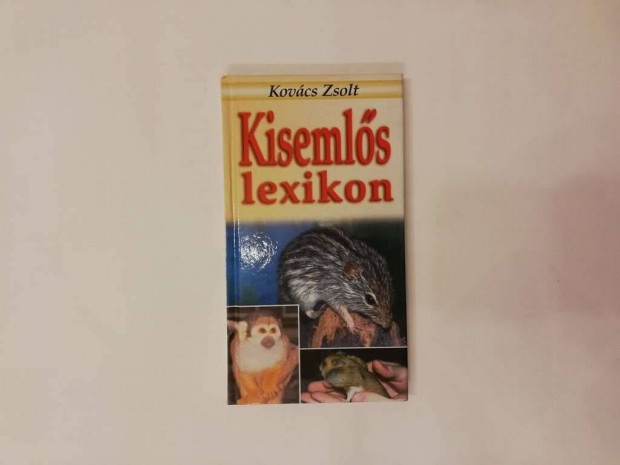 Kovács Zsolt
Kisemlős
lexikon